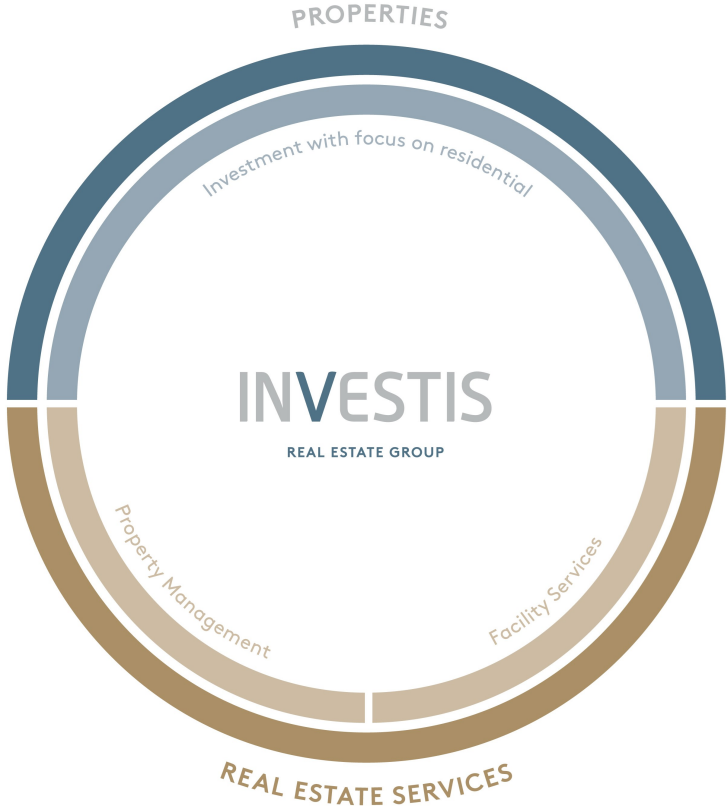 PROPERTIES
Investment with focus on residential
INVESTIS
REAL ESTATE GROUP
Property Management
Facility Services
REAL ESTATE SERVICES